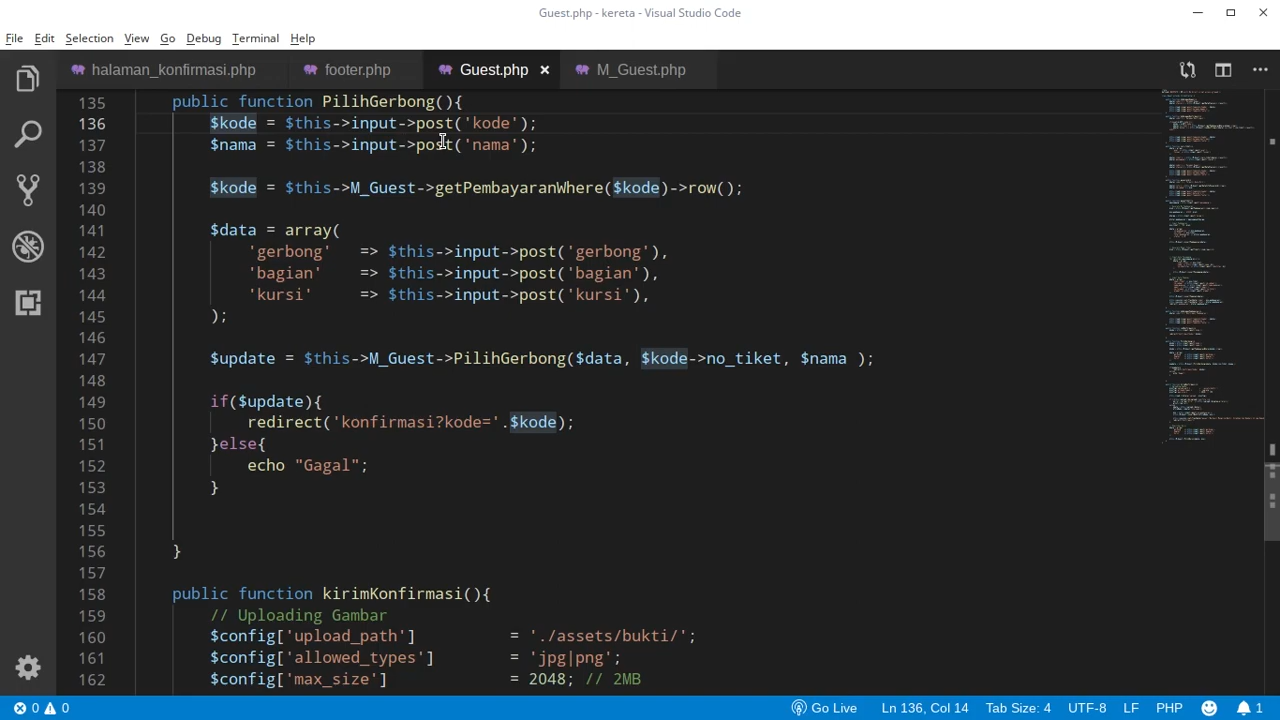 Guest.php - kereta - Visual Studio Code
File Edit Selection View Go Debug Terminal Help
halaman_konfirmasi.php footer.php Guest.php M_Guest.php
135 public function PilihGerbong(){
136 $kode = $this->input->post('kode');
137 $nama = $this->input->post('nama');
138
139 $kode = $this->M_Guest->getPembayaranWhere($kode)->row();
140
141 $data = array(
142 'gerbong' => $this->input->post('gerbong'),
143 'bagian' => $this->input->post('bagian'),
144 'kursi' => $this->input->post('kursi'),
145 );
146
147 $update = $this->M_Guest->PilihGerbong($data, $kode->no_tiket, $nama );
148
149 if($update){
150 redirect('konfirmasi?kode= .$kode);
151 }else{
152 echo "Gagal";
153 }
154
155
156 }
157
158 public function kirimKonfirmasi(){
159 // Uploading Gambar
160 $config['upload_path'] = './assets/bukti/';
161 $config['allowed_types'] = 'jpg|png';
162 $config['max_size'] = 2048; // 2MB
0 0 Go Live Ln 136, Col 14 Tab Size: 4 UTF-8 LF PHP 1